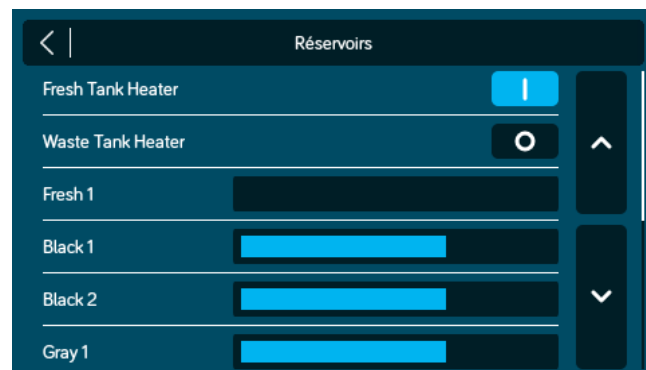 Réservoirs
Fresh Tank Heater
Waste Tank Heater
Fresh 1
Black 1
Black 2
Gray 1